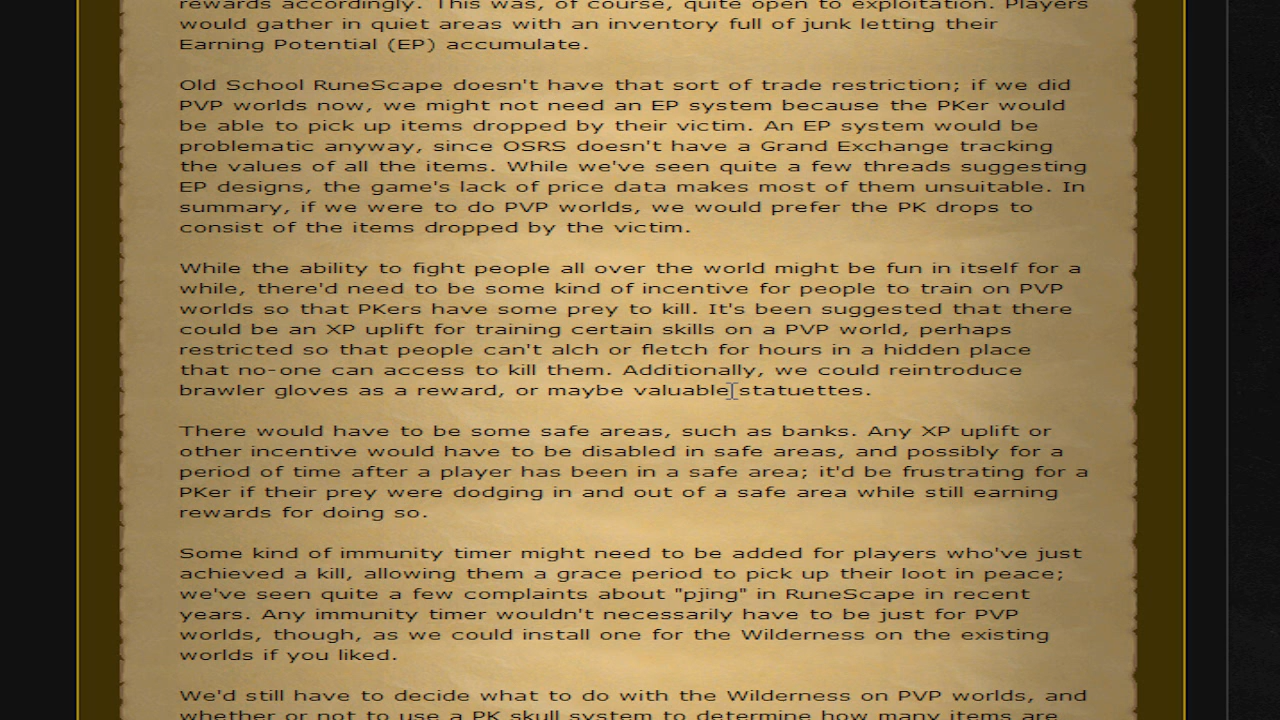 rewards accordingly. This was, of course, quite open to exploitation. Players
would gather in quiet areas with an inventory full of junk letting their
Earning Potential (EP) accumulate.
Old School RuneScape doesn't have that sort of trade restriction; if we did
PVP worlds now, we might not need an EP system because the PKer would
be able to pick up items dropped by their victim. An EP system would be
problematic anyway, since OSRS doesn't have a Grand Exchange tracking
the values of all the items. While we've seen quite a few threads suggesting
EP designs, the game's lack of price data makes most of them unsuitable. In
summary, if we were to do PVP worlds, we would prefer the PK drops to
consist of the items dropped by the victim.
While the ability to fight people all over the world might be fun in itself for a
while, there'd need to be some kind of incentive for people to train on PVP
worlds so that PKers have some prey to kill. It's been suggested that there
could be an XP uplift for training certain skills on a PVP world, perhaps
restricted so that people can't alch or fletch for hours in a hidden place
that no-one can access to kill them. Additionally, we could reintroduce
brawler gloves as a reward, or maybe valuable statuettes.
There would have to be some safe areas, such as banks. Any XP uplift or
other incentive would have to be disabled in safe areas, and possibly for a
period of time after a player has been in a safe area; it'd be frustrating for a
PKer if their prey were dodging in and out of a safe area while still earning
rewards for doing so.
Some kind of immunity timer might need to be added for players who've just
achieved a kill, allowing them a grace period to pick up their loot in peace;
we've seen quite a few complaints about "pjing" in RuneScape in recent
years. Any immunity timer wouldn't necessarily have to be just for PVP
worlds, though, as we could install one for the Wilderness on the existing
worlds if you liked.
We'd still have to decide what to do with the Wilderness on PVP worlds, and
whether or not to use a PK skull system to determine how many items are